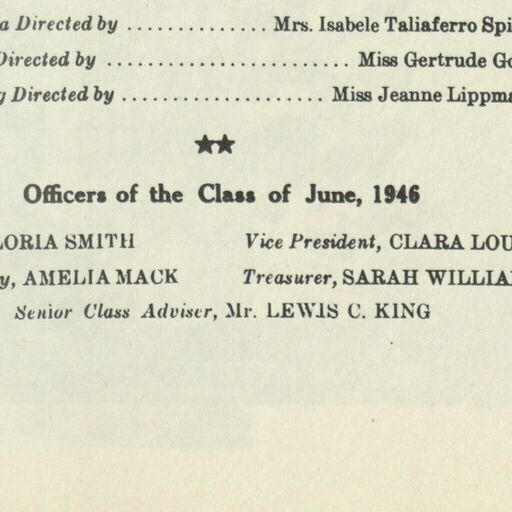 a Directed by .............. Mrs. Isabele Taliaferro Spi
Directed by ........................ Miss Gertrude Go
g Directed by .................... Miss Jeanne Lippma
★★
Officers of the Class of June, 1946
LORIA SMITH Vice President, CLARA LOU
y, AMELIA MACK Treasurer, SARAH WILLIA
Senior Class Adviser, Mr. LEWIS C. KING